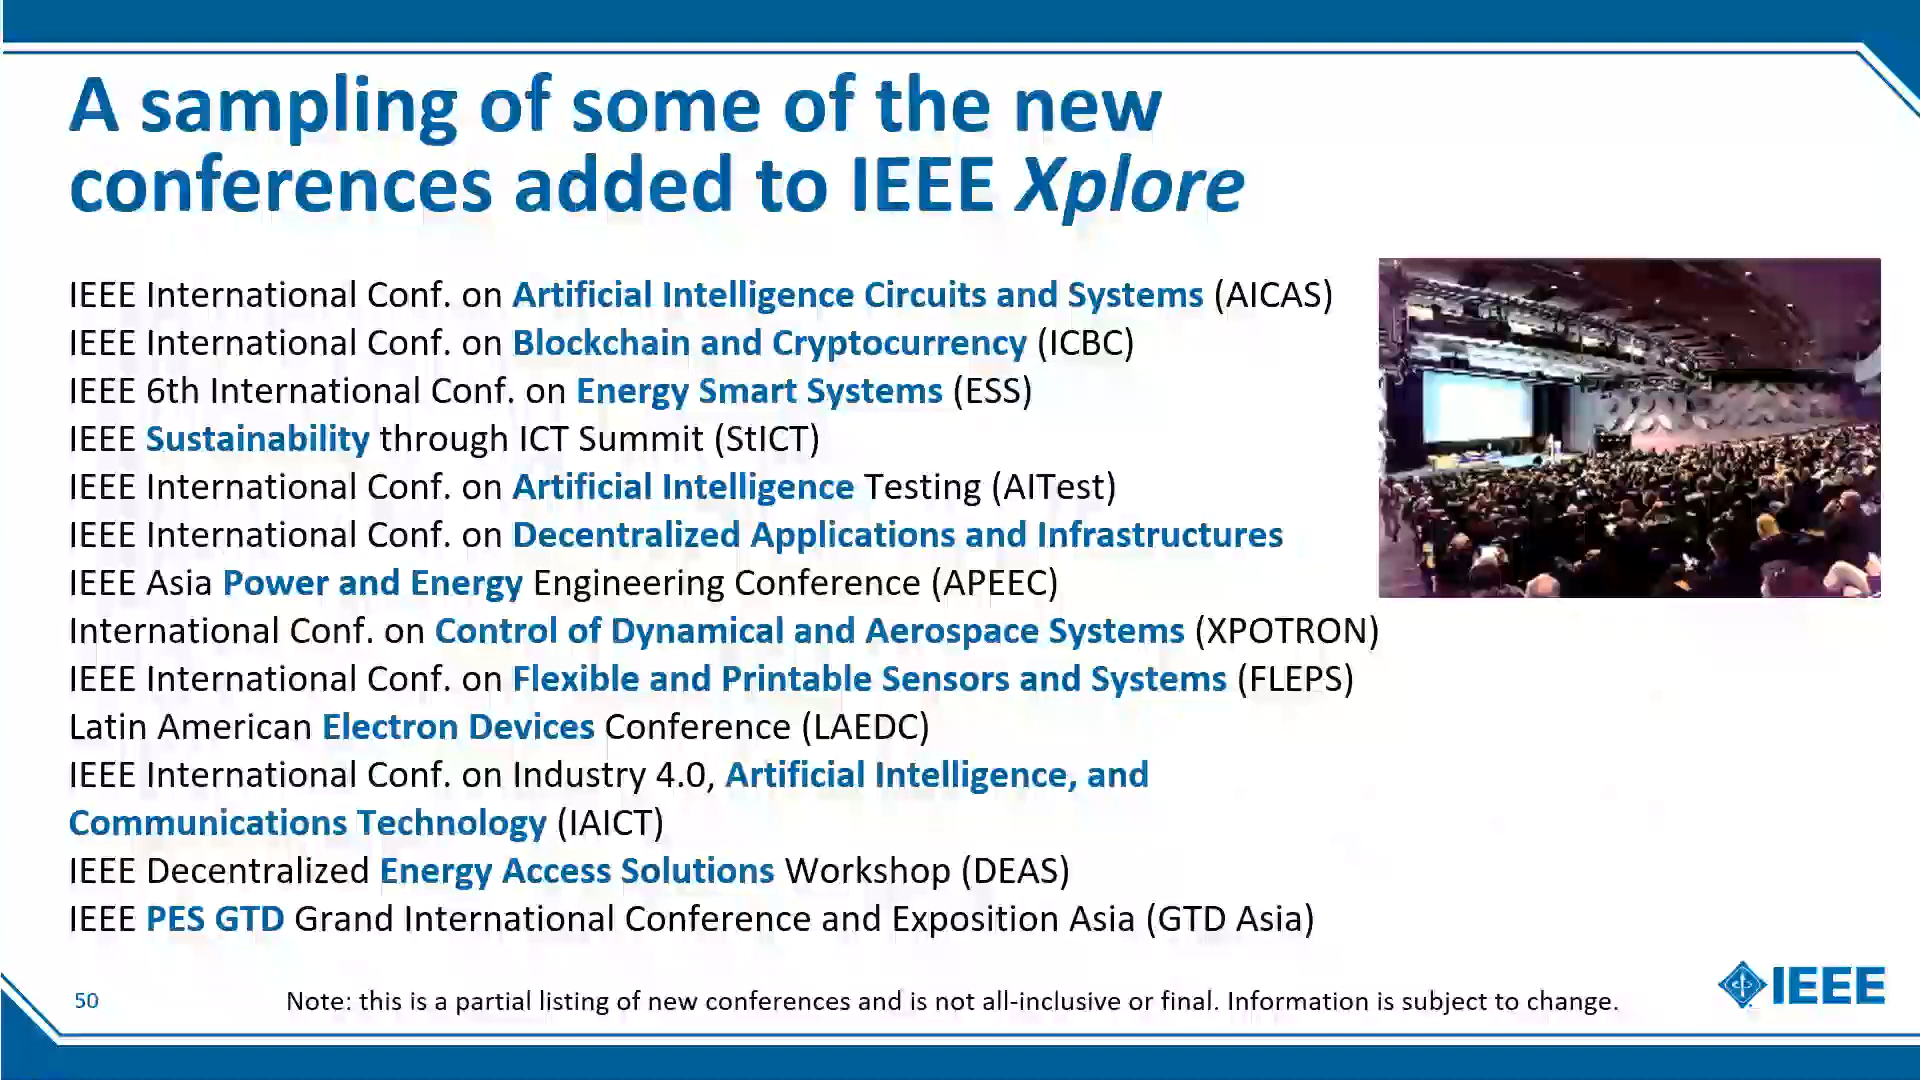 A sampling of some of the new
conferences added to IEEE Xplore
IEEE International Conf. on Artificial Intelligence Circuits and Systems (AICAS)
IEEE International Conf. on Blockchain and Cryptocurrency (ICBC)
IEEE 6th International Conf. on Energy Smart Systems (ESS)
IEEE Sustainability through ICT Summit (StICT)
IEEE International Conf. on Artificial Intelligence Testing (AITest)
IEEE International Conf. on Decentralized Applications and Infrastructures
IEEE Asia Power and Energy Engineering Conference (APEEC)
International Conf. on Control of Dynamical and Aerospace Systems (XPOTRON)
IEEE International Conf. on Flexible and Printable Sensors and Systems (FLEPS)
Latin American Electron Devices Conference (LAEDC)
IEEE International Conf. on Industry 4.0, Artificial Intelligence, and
Communications Technology (IAICT)
IEEE Decentralized Energy Access Solutions Workshop (DEAS)
IEEE PES GTD Grand International Conference and Exposition Asia (GTD Asia)
50
Note: this is a partial listing of new conferences and is not all-inclusive or final. Information is subject to change.
IEEE